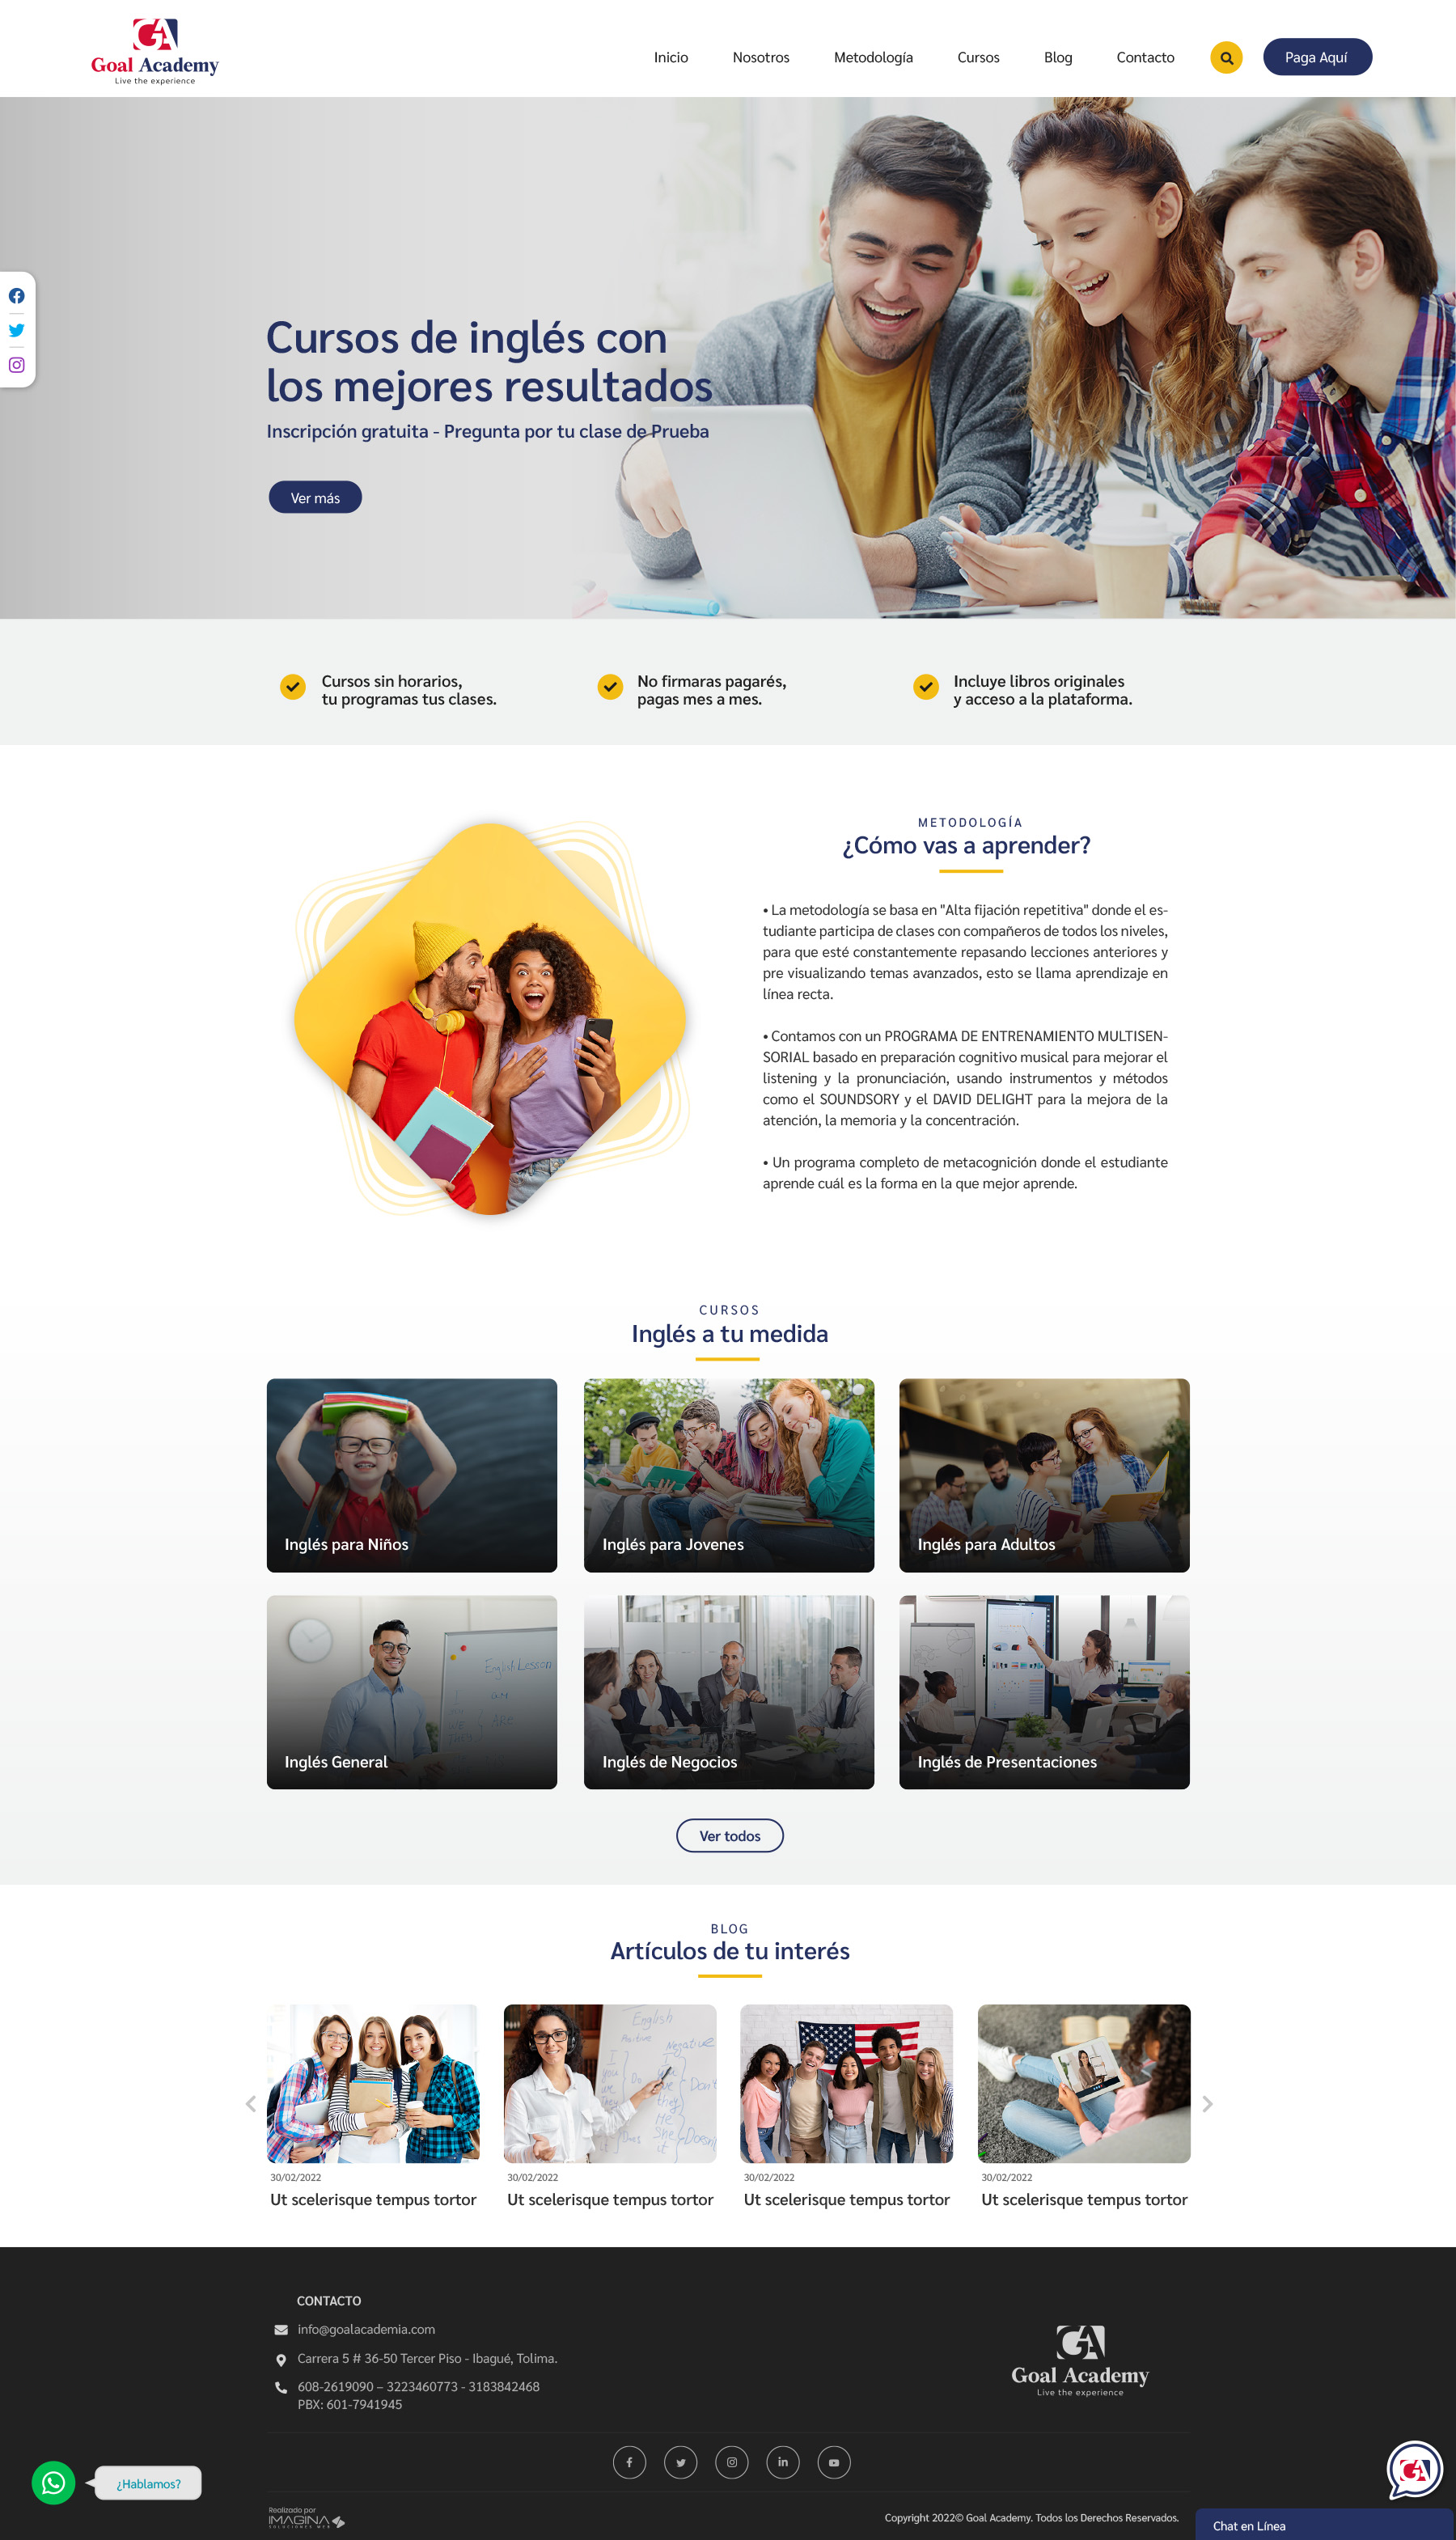 Goal Academy
Live the experience
Inicio
Nosotros
Metodología
Cursos
Blog
Contacto
Paga Aquí
Cursos de inglés con
los mejores resultados
Inscripción gratuita - Pregunta por tu clase de Prueba
Ver más
Cursos sin horarios,
tu programas tus clases.
No firmaras pagarés,
pagas mes a mes.
Incluye libros originales
y acceso a la plataforma.
METODOLOGÍA
¿Cómo vas a aprender?
• La metodología se basa en "Alta fijación repetitiva" donde el es-
tudiante participa de clases con compañeros de todos los niveles,
para que esté constantemente repasando lecciones anteriores y
pre visualizando temas avanzados, esto se llama aprendizaje en
línea recta.
• Contamos con un PROGRAMA DE ENTRENAMIENTO MULTISEN-
SORIAL basado en preparación cognitivo musical para mejorar el
listening y la pronunciación, usando instrumentos y métodos
como el SOUNDSORY y el DAVID DELIGHT para la mejora de la
atención, la memoria y la concentración.
• Un programa completo de metacognición donde el estudiante
aprende cuál es la forma en la que mejor aprende.
CURSOS
Inglés a tu medida
Inglés para Niños
Inglés para Jovenes
Inglés para Adultos
English Lesson
Inglés General
Inglés de Negocios
Inglés de Presentaciones
Ver todos
BLOG
Artículos de tu interés
English
Negative
30/02/2022
Ut scelerisque tempus tortor
30/02/2022
Ut scelerisque tempus tortor
30/02/2022
Ut scelerisque tempus tortor
30/02/2022
Ut scelerisque tempus tortor
CONTACTO
info@goalacademia.com
Carrera 5 # 36-50 Tercer Piso - Ibagué, Tolima.
608-2619090 – 3223460773 - 3183842468
PBX: 601-7941945
Goal Academy
Live the experience
¿Hablamos?
Realizado por
IMAGINA
SOLUCIONES WEB
Copyright 2022© Goal Academy. Todos los Derechos Reservados.
Chat en Línea